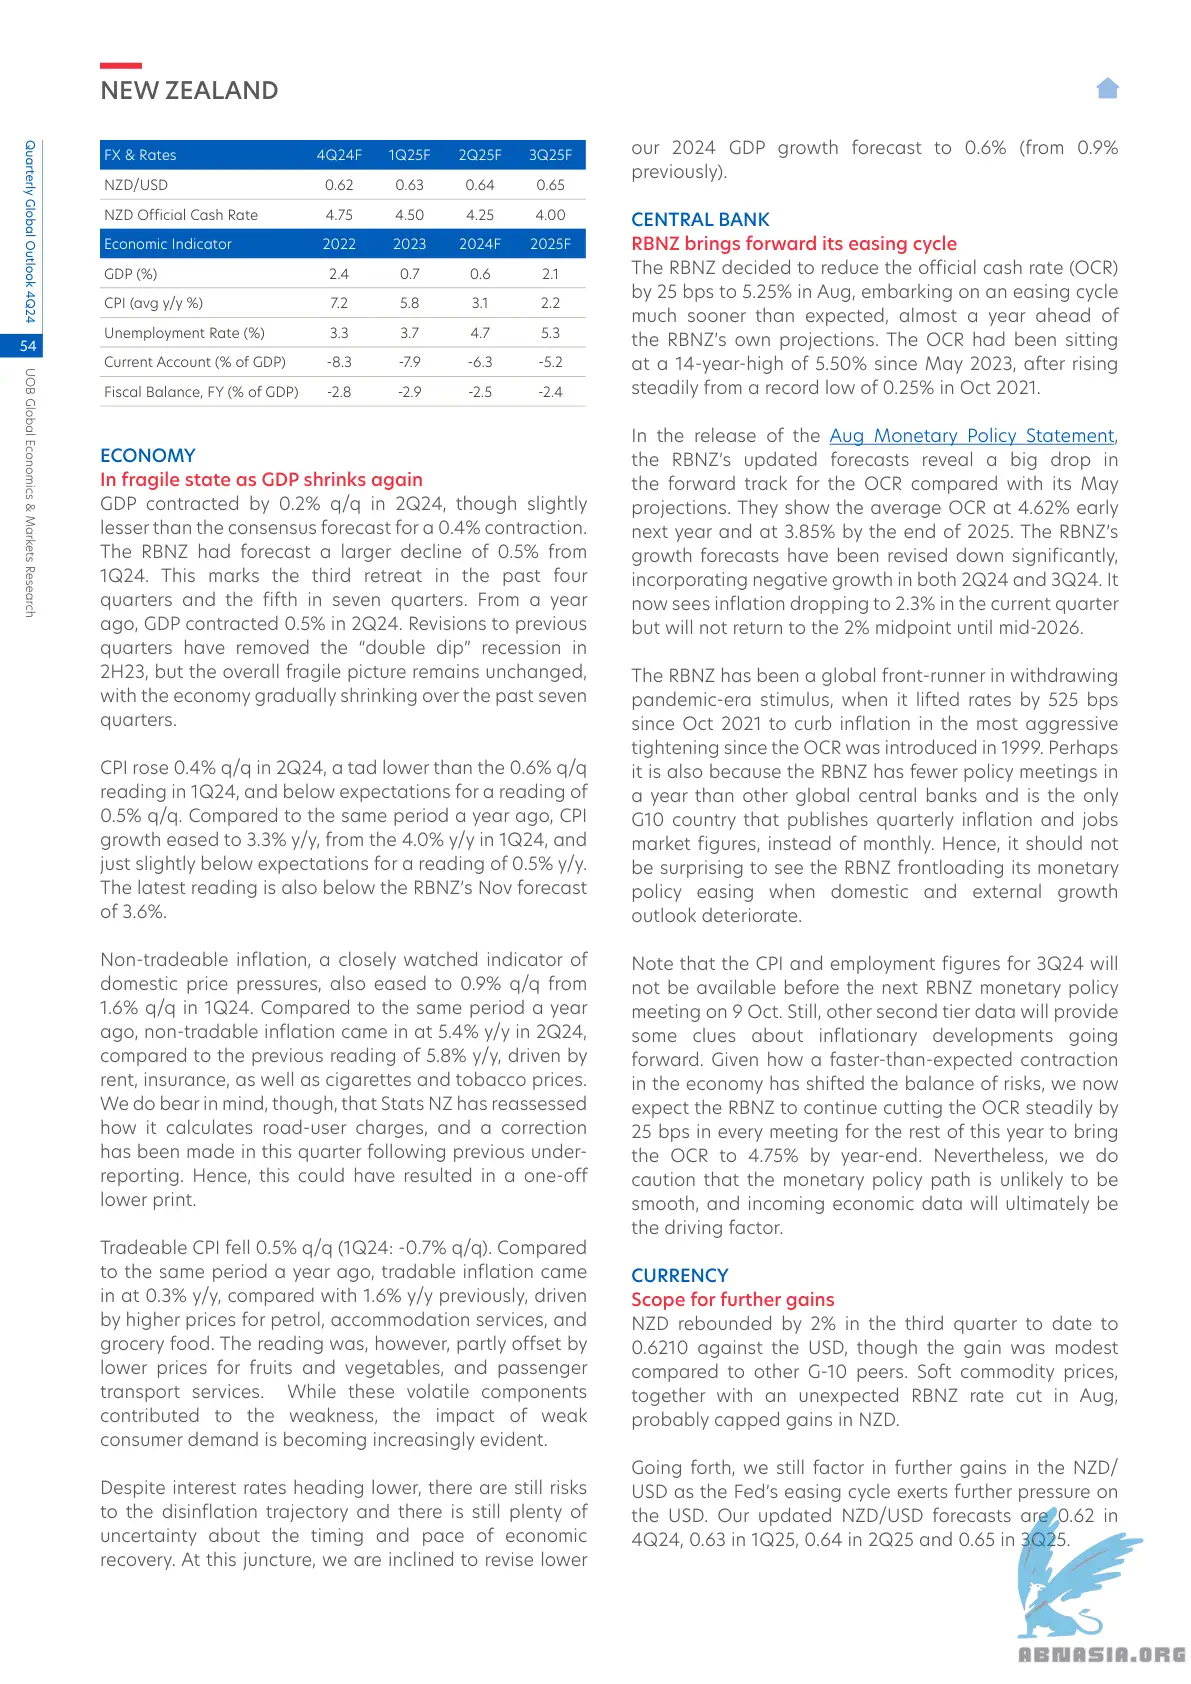 NEW ZEALAND
Quarterly Global Outlook 4Q24
54
UOB Global Economics & Markets Research
FX & Rates 4Q24F 1Q25F 2Q25F 3Q25F
NZD/USD 0.62 0.63 0.64 0.65
NZD Official Cash Rate 4.75 4.50 4.25 4.00
Economic Indicator 2022 2023 2024F 2025F
GDP (%) 2.4 0.7 0.6 2.1
CPI (avg y/y %) 7.2 5.8 3.1 2.2
Unemployment Rate (%) 3.3 3.7 4.7 5.3
Current Account (% of GDP) -8.3 -7.9 -6.3 -5.2
Fiscal Balance, FY (% of GDP) -2.8 -2.9 -2.5 -2.4
ECONOMY
In fragile state as GDP shrinks again
GDP contracted by 0.2% q/q in 2Q24, though slightly
lesser than the consensus forecast for a 0.4% contraction.
The RBNZ had forecast a larger decline of 0.5% from
1Q24. This marks the third retreat in the past four
quarters and the fifth in seven quarters. From a year
ago, GDP contracted 0.5% in 2Q24. Revisions to previous
quarters have removed the “double dip” recession in
2H23, but the overall fragile picture remains unchanged,
with the economy gradually shrinking over the past seven
quarters.
CPI rose 0.4% q/q in 2Q24, a tad lower than the 0.6% q/q
reading in 1Q24, and below expectations for a reading of
0.5% q/q. Compared to the same period a year ago, CPI
growth eased to 3.3% y/y, from the 4.0% y/y in 1Q24, and
just slightly below expectations for a reading of 0.5% y/y.
The latest reading is also below the RBNZ’s Nov forecast
of 3.6%.
Non-tradeable inflation, a closely watched indicator of
domestic price pressures, also eased to 0.9% q/q from
1.6% q/q in 1Q24. Compared to the same period a year
ago, non-tradable inflation came in at 5.4% y/y in 2Q24,
compared to the previous reading of 5.8% y/y, driven by
rent, insurance, as well as cigarettes and tobacco prices.
We do bear in mind, though, that Stats NZ has reassessed
how it calculates road-user charges, and a correction
has been made in this quarter following previous under-
reporting. Hence, this could have resulted in a one-off
lower print.
Tradeable CPI fell 0.5% q/q (1Q24: -0.7% q/q). Compared
to the same period a year ago, tradable inflation came
in at 0.3% y/y, compared with 1.6% y/y previously, driven
by higher prices for petrol, accommodation services, and
grocery food. The reading was, however, partly offset by
lower prices for fruits and vegetables, and passenger
transport services. While these volatile components
contributed to the weakness, the impact of weak
consumer demand is becoming increasingly evident.
Despite interest rates heading lower, there are still risks
to the disinflation trajectory and there is still plenty of
uncertainty about the timing and pace of economic
recovery. At this juncture, we are inclined to revise lower
our 2024 GDP growth forecast to 0.6% (from 0.9%
previously).
CENTRAL BANK
RBNZ brings forward its easing cycle
The RBNZ decided to reduce the official cash rate (OCR)
by 25 bps to 5.25% in Aug, embarking on an easing cycle
much sooner than expected, almost a year ahead of
the RBNZ’s own projections. The OCR had been sitting
at a 14-year-high of 5.50% since May 2023, after rising
steadily from a record low of 0.25% in Oct 2021.
In the release of the Aug Monetary Policy Statement,
the RBNZ’s updated forecasts reveal a big drop in
the forward track for the OCR compared with its May
projections. They show the average OCR at 4.62% early
next year and at 3.85% by the end of 2025. The RBNZ’s
growth forecasts have been revised down significantly,
incorporating negative growth in both 2Q24 and 3Q24. It
now sees inflation dropping to 2.3% in the current quarter
but will not return to the 2% midpoint until mid-2026.
The RBNZ has been a global front-runner in withdrawing
pandemic-era stimulus, when it lifted rates by 525 bps
since Oct 2021 to curb inflation in the most aggressive
tightening since the OCR was introduced in 1999. Perhaps
it is also because the RBNZ has fewer policy meetings in
a year than other global central banks and is the only
G10 country that publishes quarterly inflation and jobs
market figures, instead of monthly. Hence, it should not
be surprising to see the RBNZ frontloading its monetary
policy easing when domestic and external growth
outlook deteriorate.
Note that the CPI and employment figures for 3Q24 will
not be available before the next RBNZ monetary policy
meeting on 9 Oct. Still, other second tier data will provide
some clues about inflationary developments going
forward. Given how a faster-than-expected contraction
in the economy has shifted the balance of risks, we now
expect the RBNZ to continue cutting the OCR steadily by
25 bps in every meeting for the rest of this year to bring
the OCR to 4.75% by year-end. Nevertheless, we do
caution that the monetary policy path is unlikely to be
smooth, and incoming economic data will ultimately be
the driving factor.
CURRENCY
Scope for further gains
NZD rebounded by 2% in the third quarter to date to
0.6210 against the USD, though the gain was modest
compared to other G-10 peers. Soft commodity prices,
together with an unexpected RBNZ rate cut in Aug,
probably capped gains in NZD.
Going forth, we still factor in further gains in the NZD/
USD as the Fed’s easing cycle exerts further pressure on
the USD. Our updated NZD/USD forecasts are 0.62 in
4Q24, 0.63 in 1Q25, 0.64 in 2Q25 and 0.65 in 3Q25.
ABNASIA.ORG